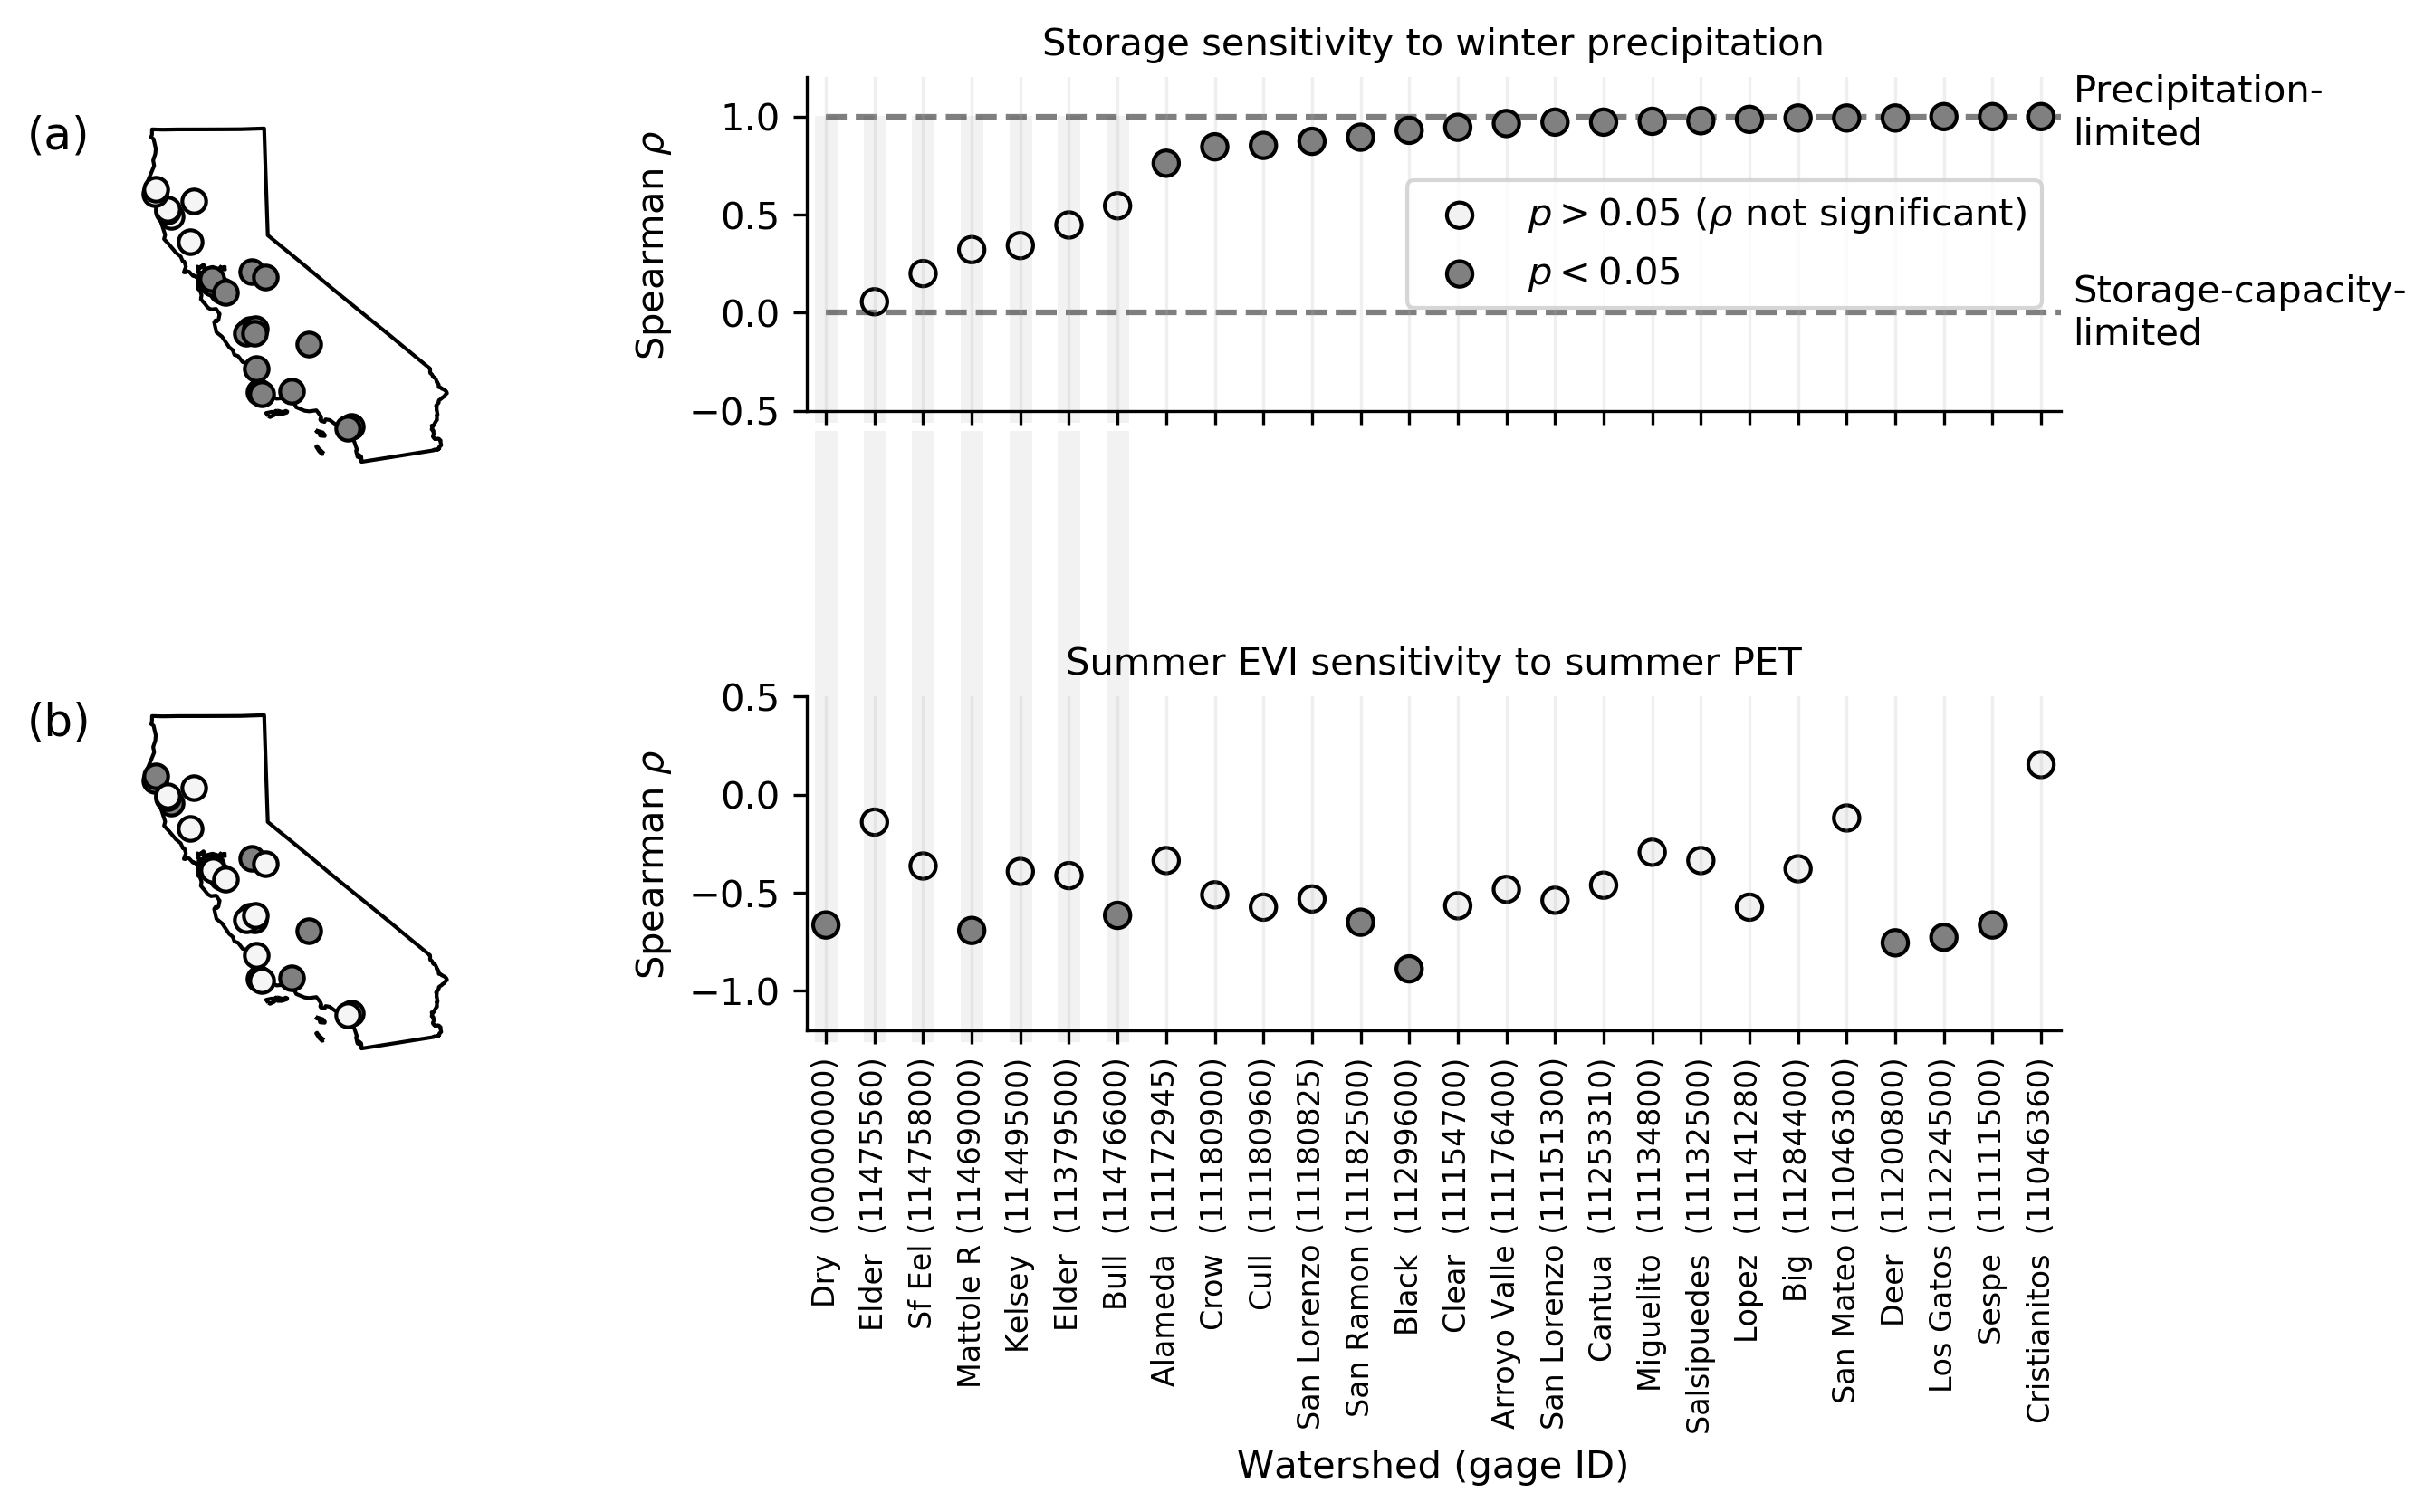 Storage sensitivity to winter precipitation
(a)
Spearman ρ
1.0
0.5
0.0
−0.5
Precipitation-
limited
p > 0.05 (ρ not significant)
p < 0.05
Storage-capacity-
limited
Summer EVI sensitivity to summer PET
(b)
Spearman ρ
0.5
0.0
−0.5
−1.0
Dry (00000000)
Elder (11475560)
Sf Eel (11475800)
Mattole R (11469000)
Kelsey (11449500)
Elder (11379500)
Bull (11476600)
Alameda (11172945)
Crow (11180900)
Cull (11180960)
San Lorenzo (11180825)
San Ramon (11182500)
Black (11299600)
Clear (11154700)
Arroyo Valle (11176400)
San Lorenzo (11151300)
Cantua (11253310)
Miguelito (11134800)
Salsipuedes (11132500)
Lopez (11141280)
Big (11284400)
San Mateo (11046300)
Deer (11200800)
Los Gatos (11224500)
Sespe (11111500)
Cristianitos (11046360)
Watershed (gage ID)